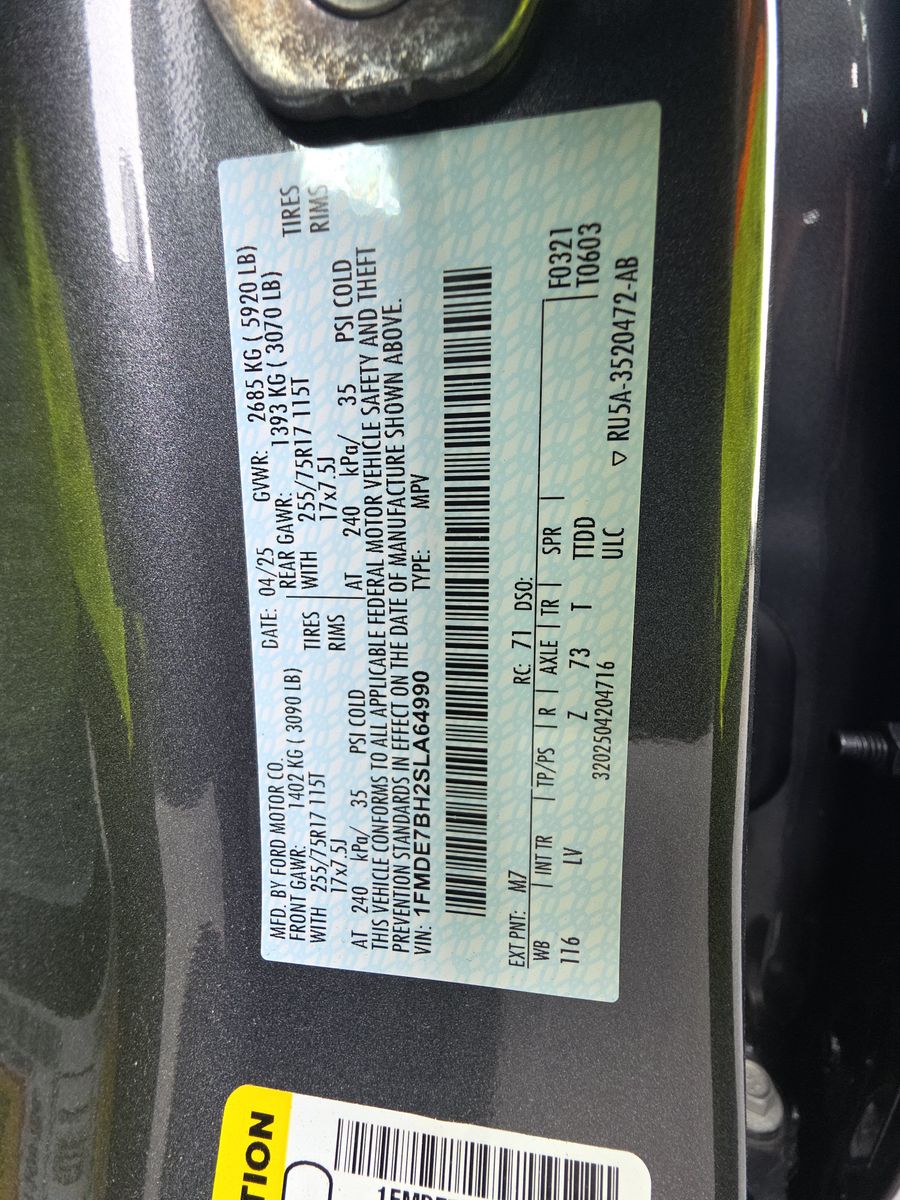 MFD. BY FORD MOTOR CO. DATE: 04/25 GVWR: 2685 KG ( 5920 LB)
FRONT GAWR: 1402 KG ( 3090 LB) REAR GAWR: 1393 KG ( 3070 LB)
WITH 255/75R17 115T TIRES WITH 255/75R17 115T TIRES
17x7.5J RIMS 17x7.5J RIMS
AT 240 kPa/ 35 PSI COLD AT 240 kPa/ 35 PSI COLD
THIS VEHICLE CONFORMS TO ALL APPLICABLE FEDERAL MOTOR VEHICLE SAFETY AND THEFT
PREVENTION STANDARDS IN EFFECT ON THE DATE OF MANUFACTURE SHOWN ABOVE.
VIN: 1FMDE7BH2SLA64990 TYPE: MPV
EXT PNT: M7 RC: 71 DSO: F0321
WB INT TR TP/PS R AXLE TR SPR T0603
116 LV Z 73 T TTDD
3202504204716 ULC ▽ RU5A-3520472-AB
TION